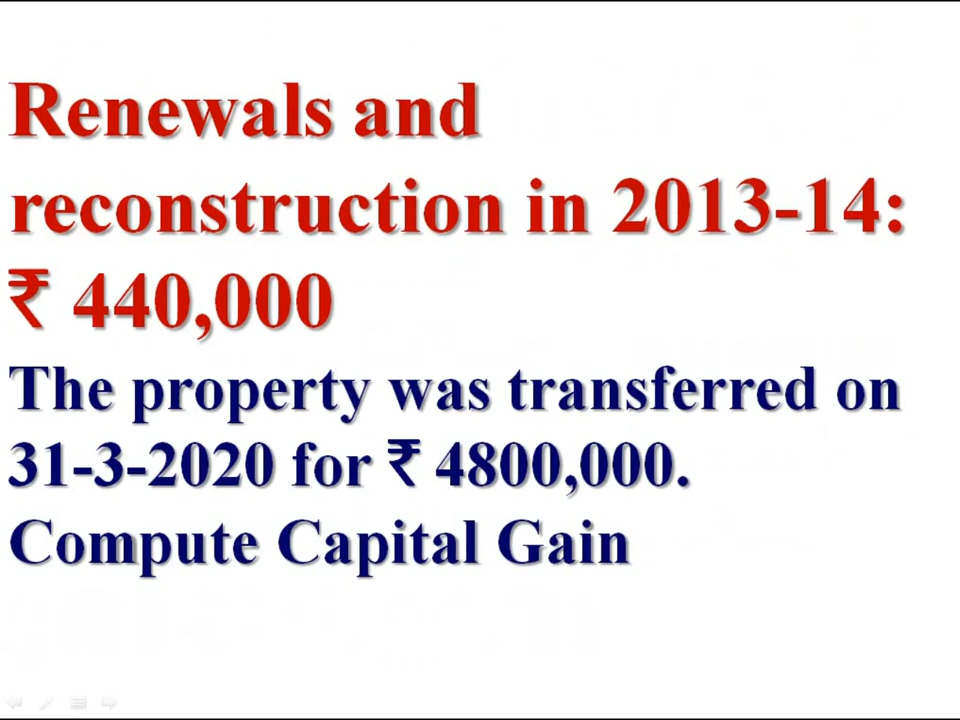 Renewals and
reconstruction in 2013-14:
₹ 440,000
The property was transferred on
31-3-2020 for ₹ 4800,000.
Compute Capital Gain